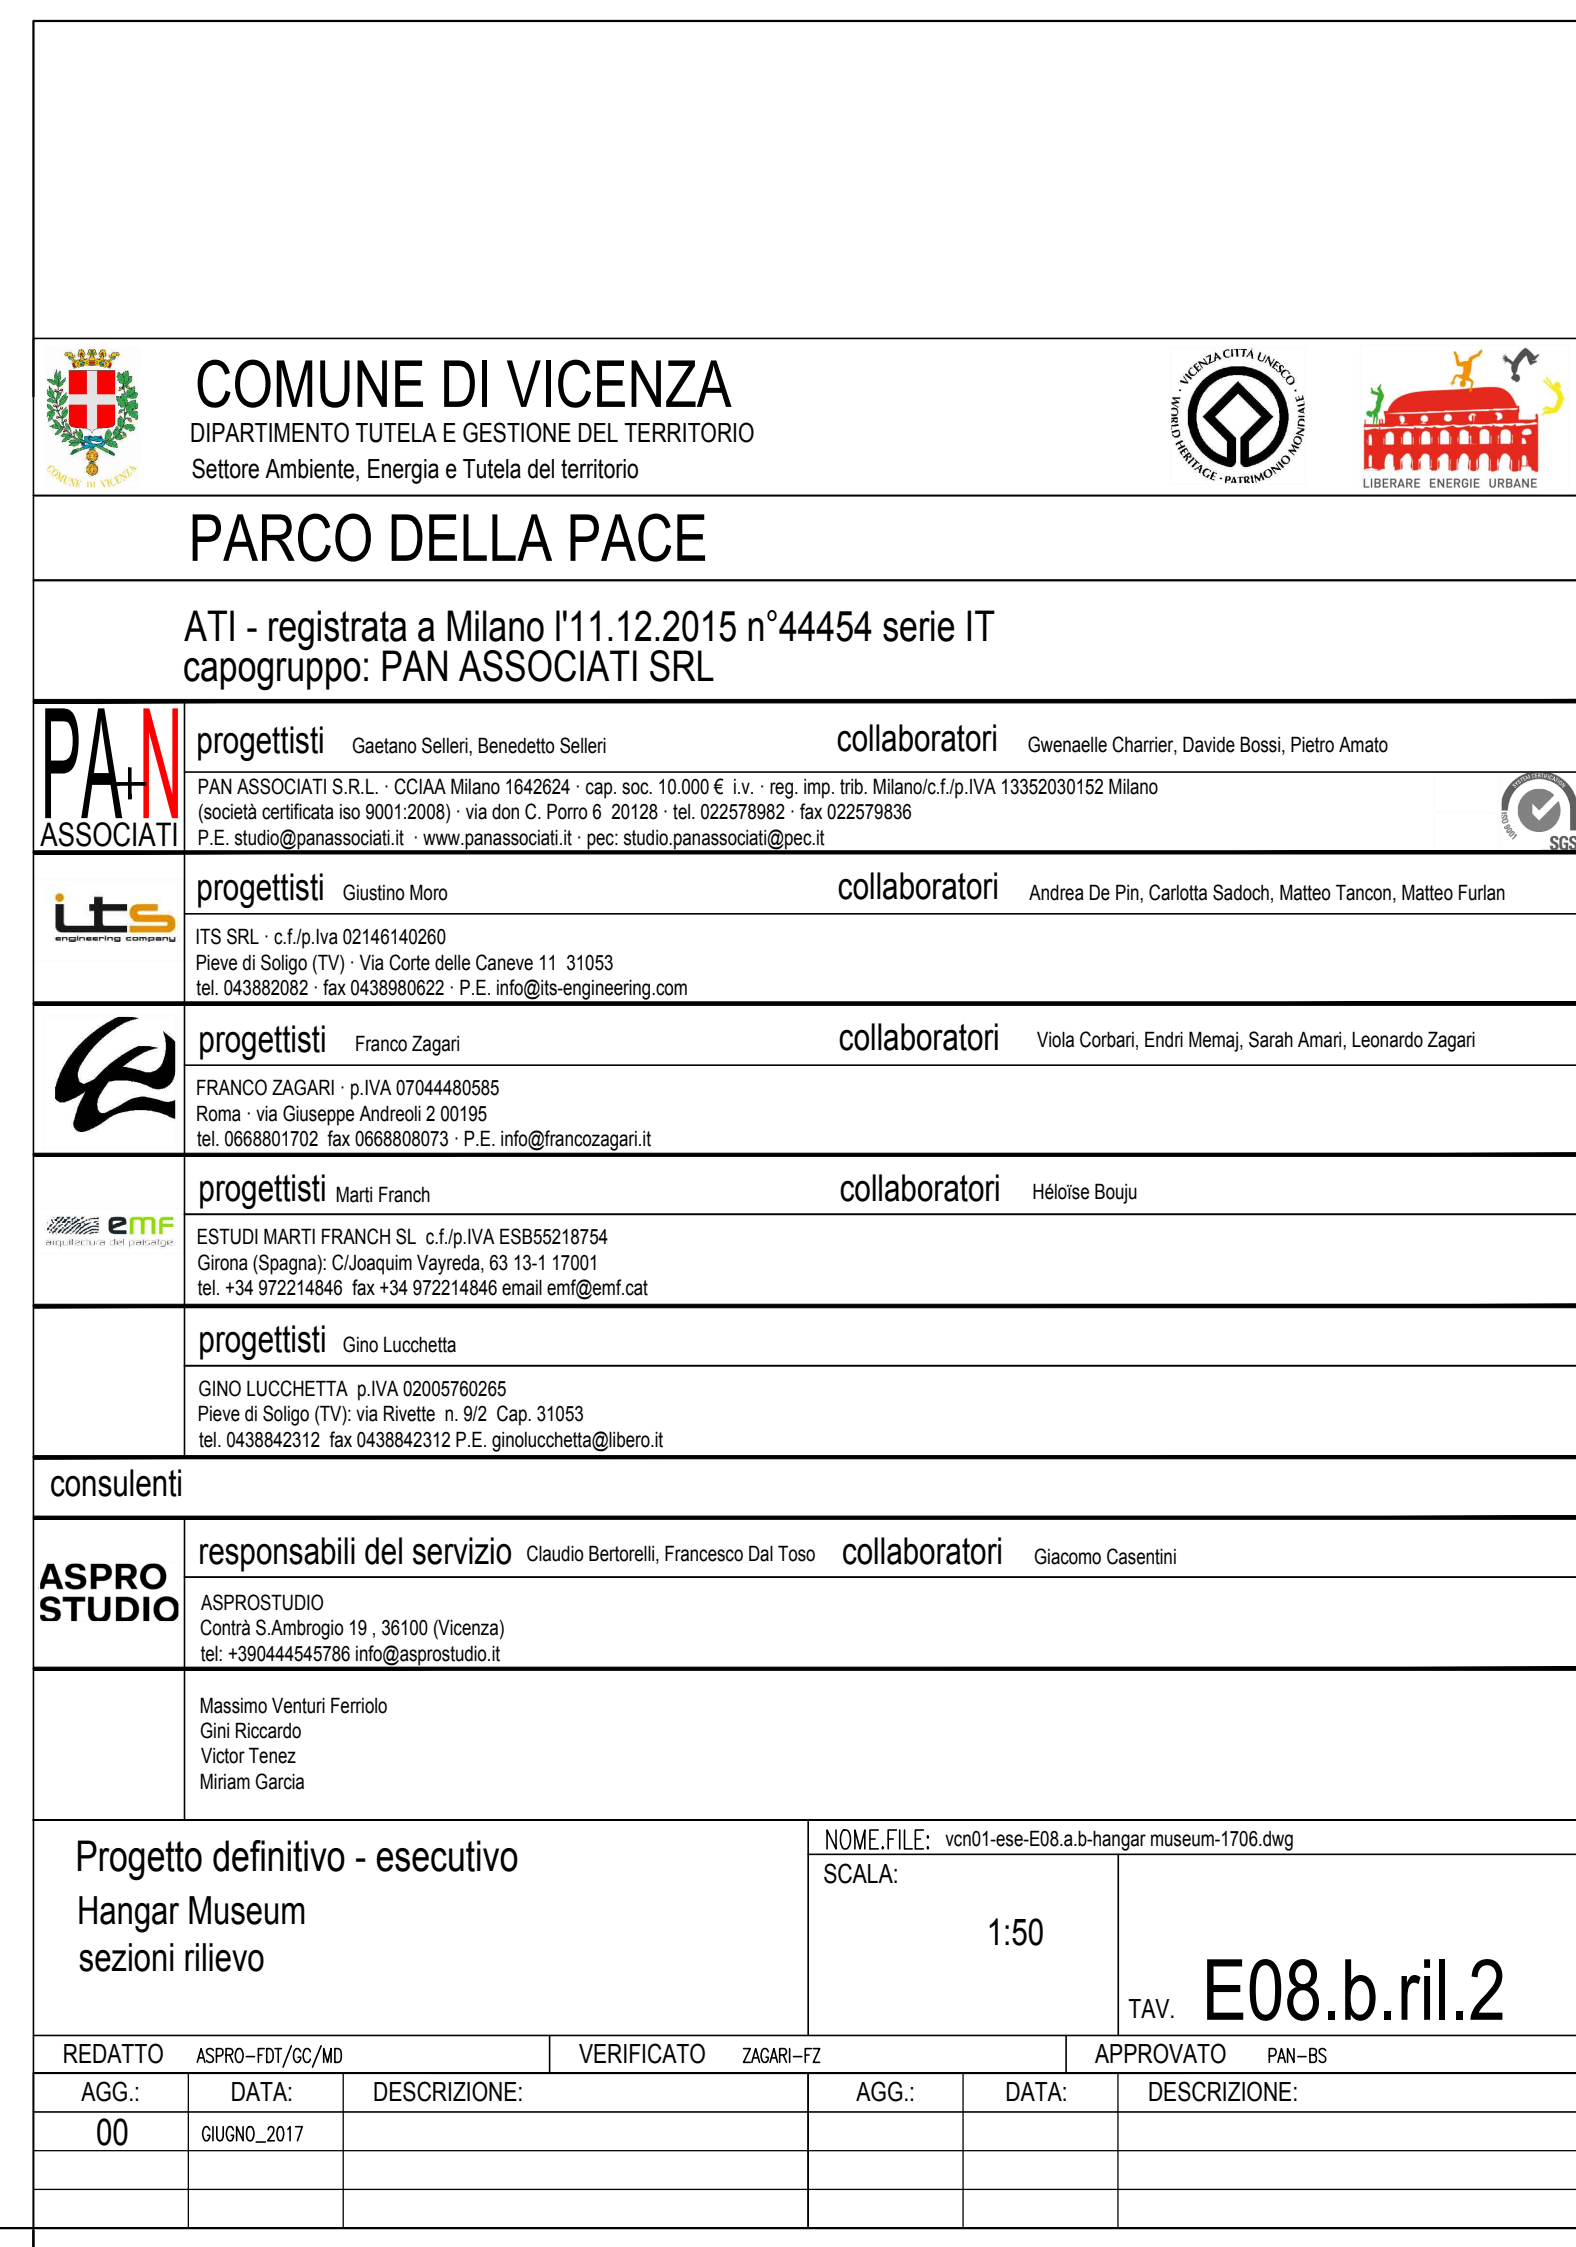 COMUNE DI VICENZA
DIPARTIMENTO TUTELA E GESTIONE DEL TERRITORIO
Settore Ambiente, Energia e Tutela del territorio
COMUNE DI VICENZA
VICENZA CITTÀ UNESCO · WORLD HERITAGE · PATRIMONIO MONDIALE ·
LIBERARE ENERGIE URBANE
PARCO DELLA PACE
ATI - registrata a Milano l'11.12.2015 n°44454 serie IT
capogruppo: PAN ASSOCIATI SRL
PA+N
ASSOCIATI
progettisti Gaetano Selleri, Benedetto Selleri collaboratori Gwenaelle Charrier, Davide Bossi, Pietro Amato
PAN ASSOCIATI S.R.L. · CCIAA Milano 1642624 · cap. soc. 10.000 € i.v. · reg. imp. trib. Milano/c.f./p.IVA 13352030152 Milano
(società certificata iso 9001:2008) · via don C. Porro 6 20128 · tel. 022578982 · fax 022579836
P.E. studio@panassociati.it · www.panassociati.it · pec: studio.panassociati@pec.it
ISO 9001
SGS
its
engineering company
progettisti Giustino Moro collaboratori Andrea De Pin, Carlotta Sadoch, Matteo Tancon, Matteo Furlan
ITS SRL · c.f./p.Iva 02146140260
Pieve di Soligo (TV) · Via Corte delle Caneve 11 31053
tel. 043882082 · fax 0438980622 · P.E. info@its-engineering.com
progettisti Franco Zagari collaboratori Viola Corbari, Endri Memaj, Sarah Amari, Leonardo Zagari
FRANCO ZAGARI · p.IVA 07044480585
Roma · via Giuseppe Andreoli 2 00195
tel. 0668801702 fax 0668808073 · P.E. info@francozagari.it
emf
arquitectura del paisatge
progettisti Marti Franch collaboratori Héloïse Bouju
ESTUDI MARTI FRANCH SL c.f./p.IVA ESB55218754
Girona (Spagna): C/Joaquim Vayreda, 63 13-1 17001
tel. +34 972214846 fax +34 972214846 email emf@emf.cat
progettisti Gino Lucchetta
GINO LUCCHETTA p.IVA 02005760265
Pieve di Soligo (TV): via Rivette n. 9/2 Cap. 31053
tel. 0438842312 fax 0438842312 P.E. ginolucchetta@libero.it
consulenti
ASPRO
STUDIO
responsabili del servizio Claudio Bertorelli, Francesco Dal Toso collaboratori Giacomo Casentini
ASPROSTUDIO
Contrà S.Ambrogio 19 , 36100 (Vicenza)
tel: +390444545786 info@asprostudio.it
Massimo Venturi Ferriolo
Gini Riccardo
Victor Tenez
Miriam Garcia
Progetto definitivo - esecutivo
Hangar Museum
sezioni rilievo
NOME.FILE: vcn01-ese-E08.a.b-hangar museum-1706.dwg
SCALA:
1:50
TAV. E08.b.ril.2
REDATTO ASPRO-FDT/GC/MD VERIFICATO ZAGARI-FZ APPROVATO PAN-BS
AGG.: DATA: DESCRIZIONE: AGG.: DATA: DESCRIZIONE:
00 GIUGNO_2017